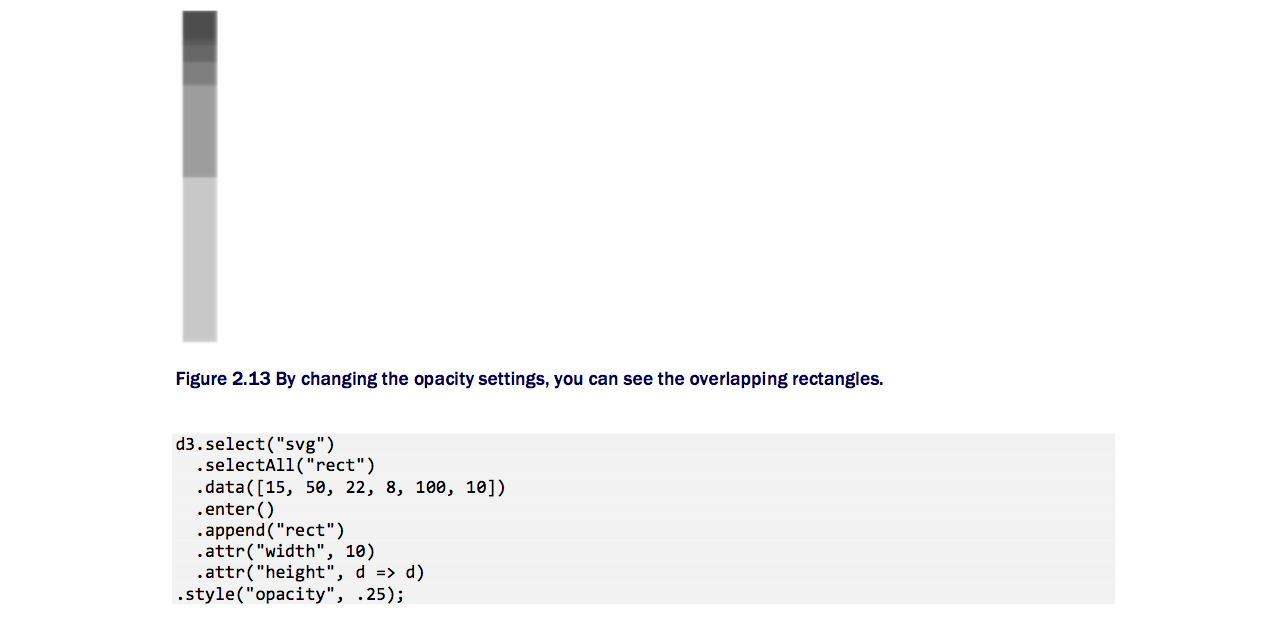 Figure 2.13 By changing the opacity settings, you can see the overlapping rectangles.
d3.select("svg")
  .selectAll("rect")
  .data([15, 50, 22, 8, 100, 10])
  .enter()
  .append("rect")
  .attr("width", 10)
  .attr("height", d => d)
.style("opacity", .25);